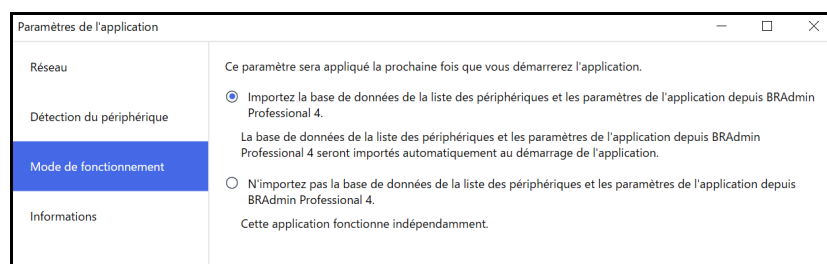 Paramètres de l'application
Réseau
Détection du périphérique
Mode de fonctionnement
Informations
Ce paramètre sera appliqué la prochaine fois que vous démarrerez l'application.
Importez la base de données de la liste des périphériques et les paramètres de l'application depuis BRAdmin
Professional 4.
La base de données de la liste des périphériques et les paramètres de l'application depuis BRAdmin
Professional 4 seront importés automatiquement au démarrage de l'application.
N'importez pas la base de données de la liste des périphériques et les paramètres de l'application depuis
BRAdmin Professional 4.
Cette application fonctionne indépendamment.